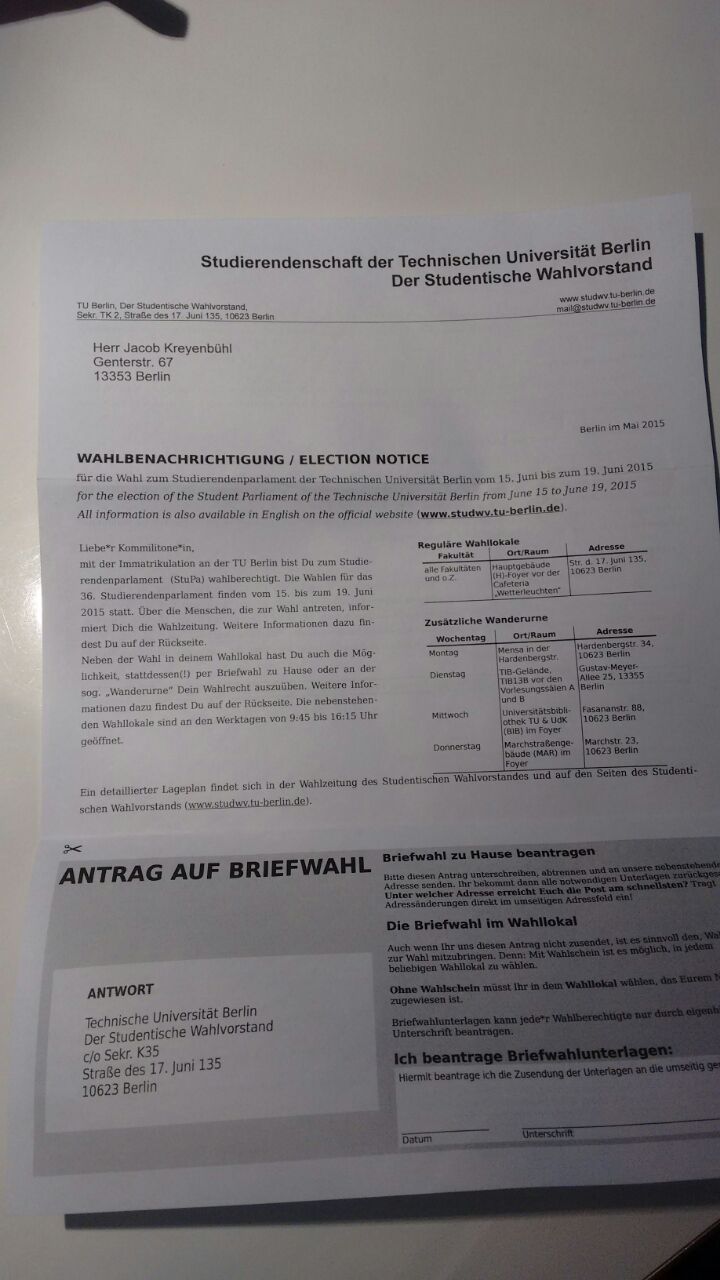 Studierendenschaft der Technischen Universität Berlin
Der Studentische Wahlvorstand
TU Berlin, Der Studentische Wahlvorstand,
Sekr. TK 2, Straße des 17. Juni 135, 10623 Berlin
www.studwv.tu-berlin.de
mail@studwv.tu-berlin.de
Herr Jacob Kreyenbühl
Genterstr. 67
13353 Berlin
Berlin im Mai 2015
WAHLBENACHRICHTIGUNG / ELECTION NOTICE
für die Wahl zum Studierendenparlament der Technischen Universität Berlin vom 15. Juni bis zum 19. Juni 2015
for the election of the Student Parliament of the Technische Universität Berlin from June 15 to June 19, 2015
All information is also available in English on the official website (www.studwv.tu-berlin.de).
Liebe*r Kommilitone*in,
mit der Immatrikulation an der TU Berlin bist Du zum Studie-
rendenparlament (StuPa) wahlberechtigt. Die Wahlen für das
36. Studierendenparlament finden vom 15. bis zum 19. Juni
2015 statt. Über die Menschen, die zur Wahl antreten, infor-
miert Dich die Wahlzeitung. Weitere Informationen dazu fin-
dest Du auf der Rückseite.
Neben der Wahl in deinem Wahllokal hast Du auch die Mög-
lichkeit, stattdessen(!) per Briefwahl zu Hause oder an der
sog. „Wanderurne“ Dein Wahlrecht auszuüben. Weitere Infor-
mationen dazu findest Du auf der Rückseite. Die nebenstehen-
den Wahllokale sind an den Werktagen von 9:45 bis 16:15 Uhr
geöffnet.
Reguläre Wahllokale
Fakultät Ort/Raum Adresse
alle Fakultäten Hauptgebäude Str. d. 17. Juni 135,
und o.Z. (H)-Foyer vor der 10623 Berlin
Cafeteria
„Wetterleuchten“
Zusätzliche Wanderurne
Wochentag Ort/Raum Adresse
Montag Mensa in der Hardenbergstr. 34,
Hardenbergstr. 10623 Berlin
Dienstag TIB-Gelände, Gustav-Meyer-
TIB13B vor den Allee 25, 13355
Vorlesungssälen A Berlin
und B
Mittwoch Universitätsbibli- Fasananstr. 88,
othek TU & UdK 10623 Berlin
(BIB) im Foyer
Donnerstag Marchstraßenge- Marchstr. 23,
bäude (MAR) im 10623 Berlin
Foyer
Ein detaillierter Lageplan findet sich in der Wahlzeitung des Studentischen Wahlvorstandes und auf den Seiten des Studenti-
schen Wahlvorstands (www.studwv.tu-berlin.de).
ANTRAG AUF BRIEFWAHL
ANTWORT
Technische Universität Berlin
Der Studentische Wahlvorstand
c/o Sekr. K35
Straße des 17. Juni 135
10623 Berlin
Briefwahl zu Hause beantragen
Bitte diesen Antrag unterschreiben, abtrennen und an unsere nebenstehende
Adresse senden. Ihr bekommt dann alle notwendigen Unterlagen
Unter welcher Adresse erreicht Euch die Post am schnellsten? Tragt
Adressänderungen direkt im umseitigen Adressfeld ein!
Die Briefwahl im Wahllokal
Auch wenn Ihr uns diesen Antrag nicht zusendet, ist es sinnvoll den,
zur Wahl mitzubringen. Denn: Mit Wahlschein ist es möglich, in jedem
beliebigen Wahllokal zu wählen.
Ohne Wahlschein müsst Ihr in dem Wahllokal wählen, das Eurem
zugewiesen ist.
Briefwahlunterlagen kann jede*r Wahlberechtigte nur durch
Unterschrift beantragen.
Ich beantrage Briefwahlunterlagen:
Hiermit beantrage ich die Zusendung der Unterlagen an die umseitig
Datum Unterschrift